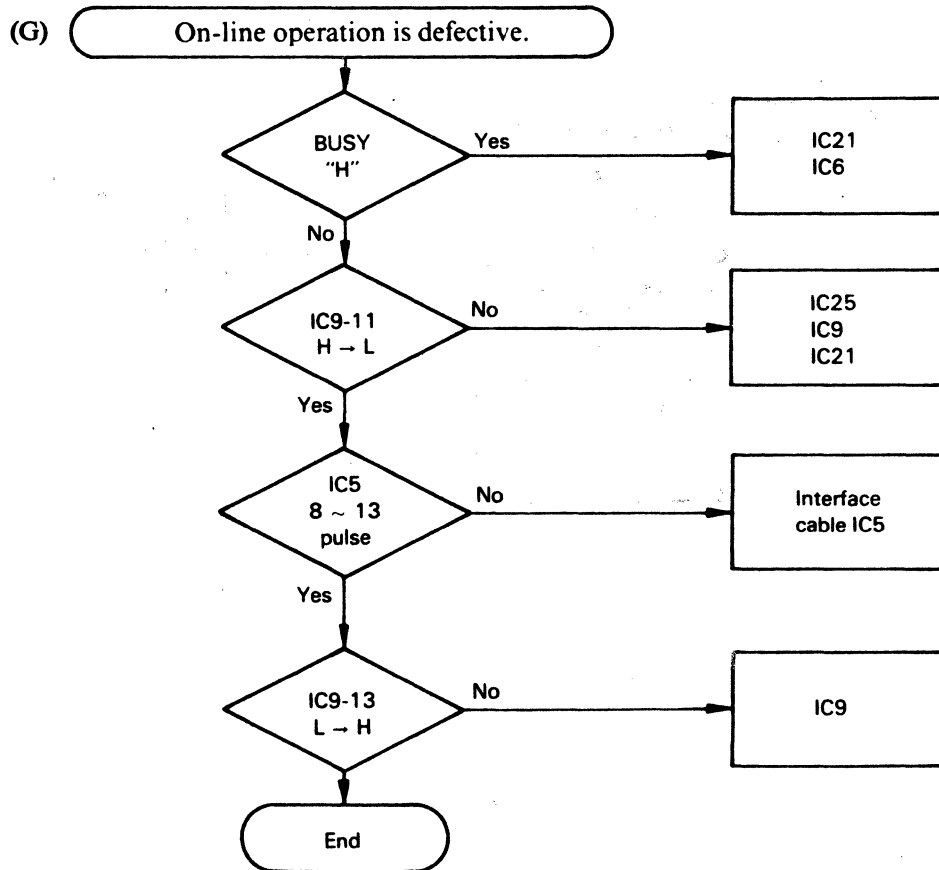 (G) On-line operation is defective.
BUSY
"H"
Yes
IC21
IC6
No
IC9-11
H → L
No
IC25
IC9
IC21
Yes
IC5
8 ~ 13
pulse
No
Interface
cable IC5
Yes
IC9-13
L → H
No
IC9
End